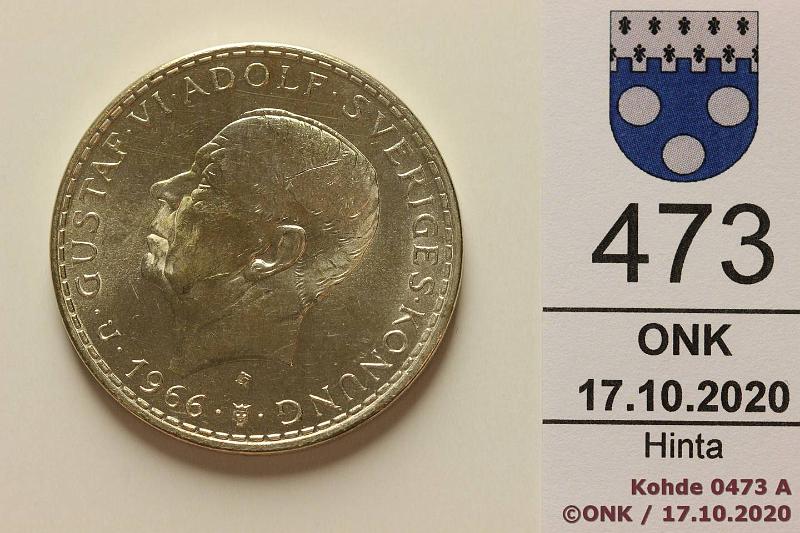 U · GUSTAF · VI · ADOLF · SVERIGES · KONUNG · 1966 ·
473
ONK
17.10.2020
Hinta
Kohde 0473 A
©ONK / 17.10.2020